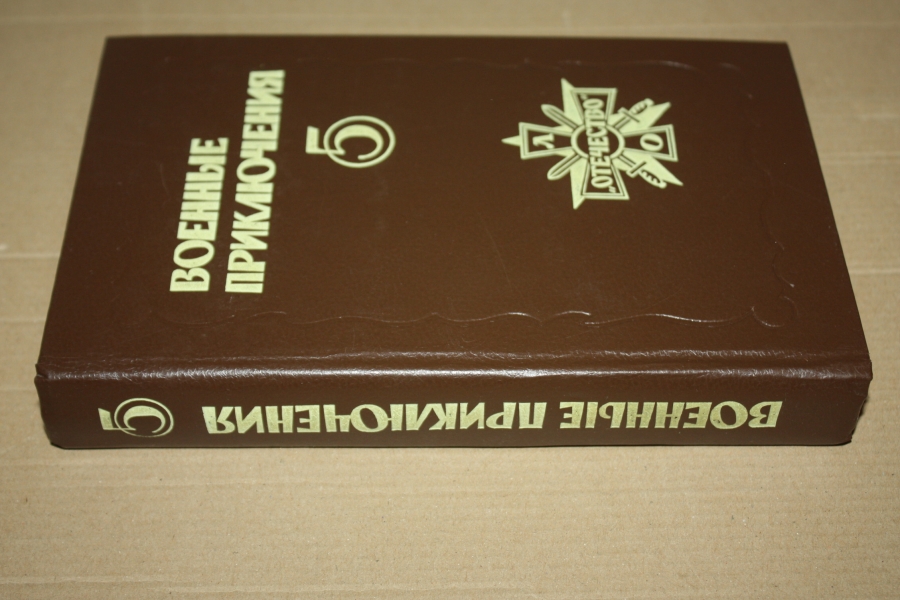 ВОЕННЫЕ
ПРИКЛЮЧЕНИЯ
5
„ОТЕЧЕСТВО"
Л
О
ВОЕННЫЕ ПРИКЛЮЧЕНИЯ
5